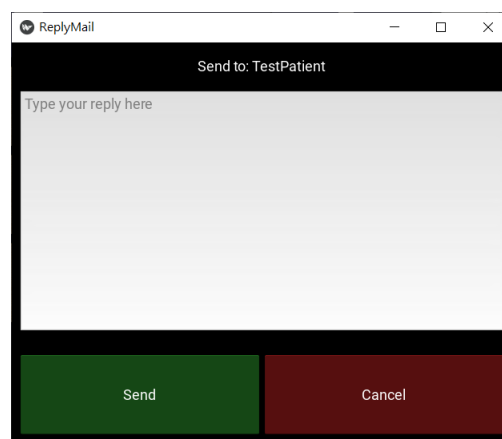 ReplyMail
Send to: TestPatient
Type your reply here
Send
Cancel